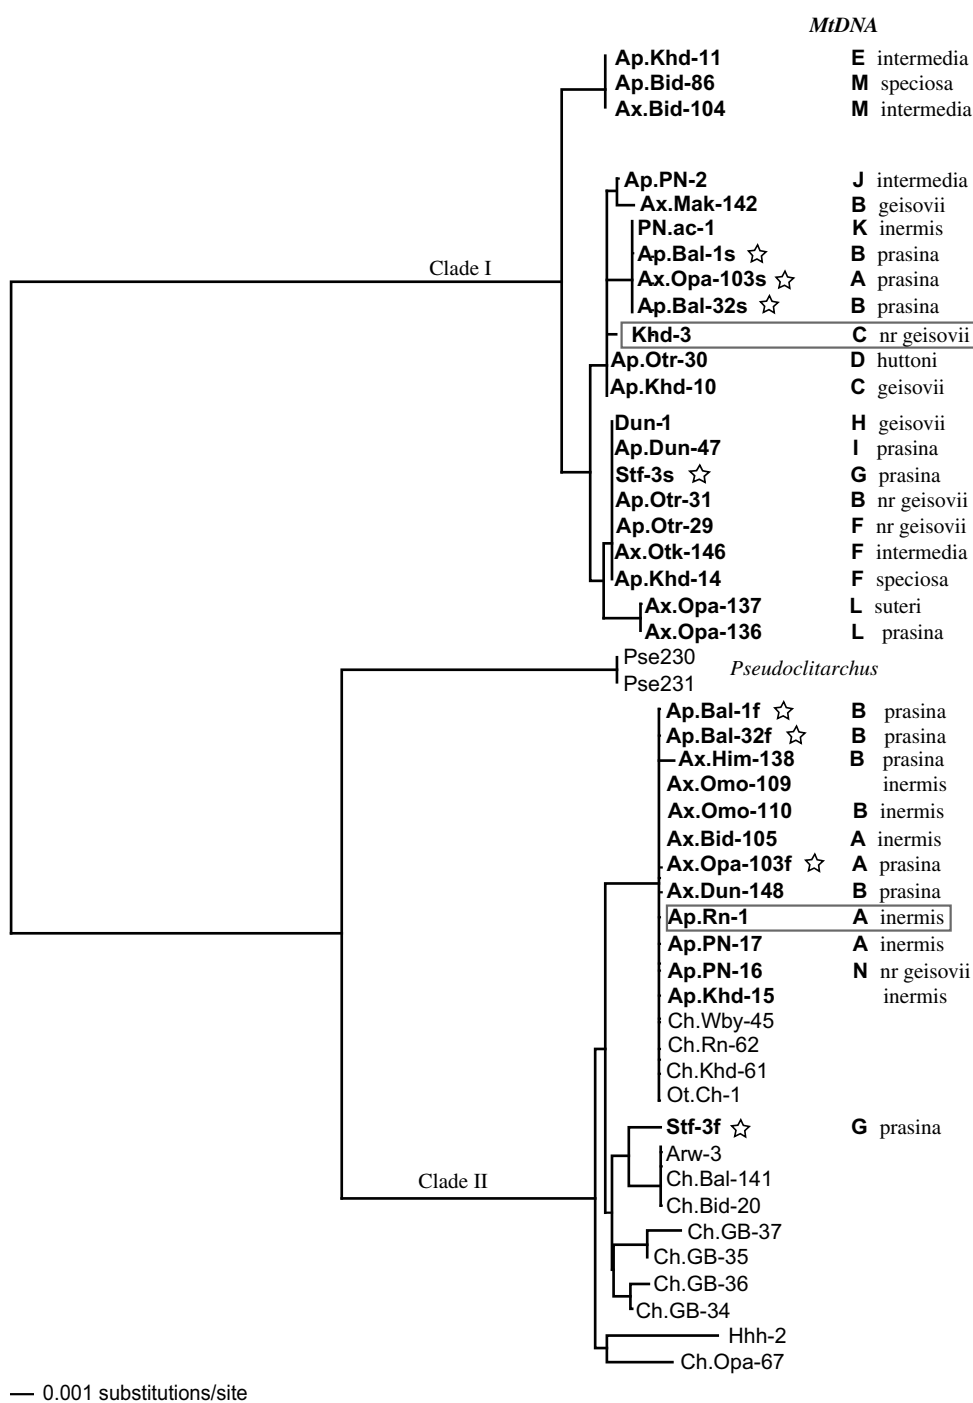 MtDNA
Ap.Khd-11 E intermedia
Ap.Bid-86 M speciosa
Ax.Bid-104 M intermedia
Ap.PN-2 J intermedia
Ax.Mak-142 B geisovii
PN.ac-1 K inermis
Ap.Bal-1s B prasina
Clade I
Ax.Opa-103s A prasina
Ap.Bal-32s B prasina
Khd-3 C nr geisovii
Ap.Otr-30 D huttoni
Ap.Khd-10 C geisovii
Dun-1 H geisovii
Ap.Dun-47 I prasina
Stf-3s G prasina
Ap.Otr-31 B nr geisovii
Ap.Otr-29 F nr geisovii
Ax.Otk-146 F intermedia
Ap.Khd-14 F speciosa
Ax.Opa-137 L suteri
Ax.Opa-136 L prasina
Pse230
Pseudoclitarchus
Pse231
Ap.Bal-1f B prasina
Ap.Bal-32f B prasina
Ax.Him-138 B prasina
Ax.Omo-109 inermis
Ax.Omo-110 B inermis
Ax.Bid-105 A inermis
Ax.Opa-103f A prasina
Ax.Dun-148 B prasina
Ap.Rn-1 A inermis
Ap.PN-17 A inermis
Ap.PN-16 N nr geisovii
Ap.Khd-15 inermis
Ch.Wby-45
Ch.Rn-62
Ch.Khd-61
Ot.Ch-1
Stf-3f G prasina
Arw-3
Clade II
Ch.Bal-141
Ch.Bid-20
Ch.GB-37
Ch.GB-35
Ch.GB-36
Ch.GB-34
Hhh-2
Ch.Opa-67
0.001 substitutions/site